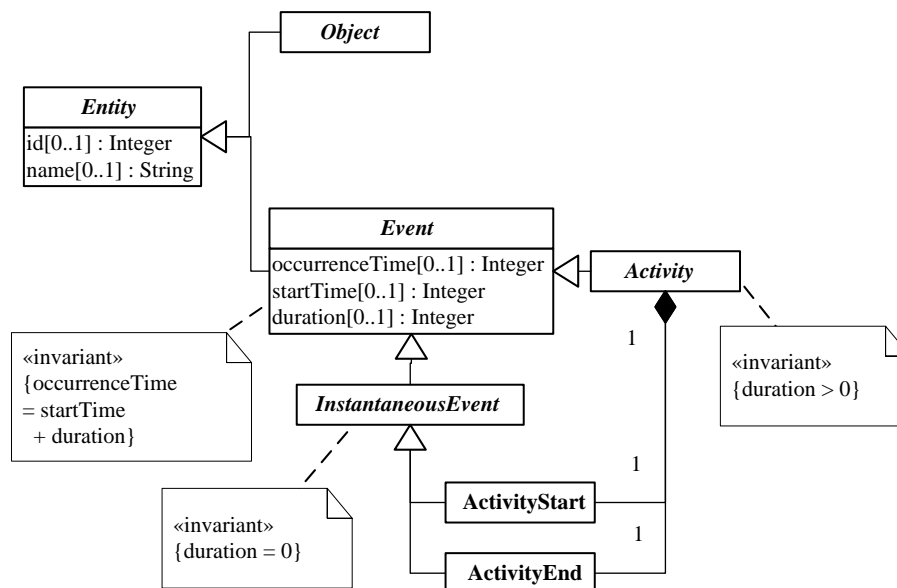 Object
Entity
id[0..1] : Integer
name[0..1] : String
Event
occurrenceTime[0..1] : Integer
startTime[0..1] : Integer
duration[0..1] : Integer
Activity
1
«invariant»
{occurrenceTime
= startTime
+ duration}
«invariant»
{duration > 0}
InstantaneousEvent
1
ActivityStart
«invariant»
{duration = 0}
1
ActivityEnd